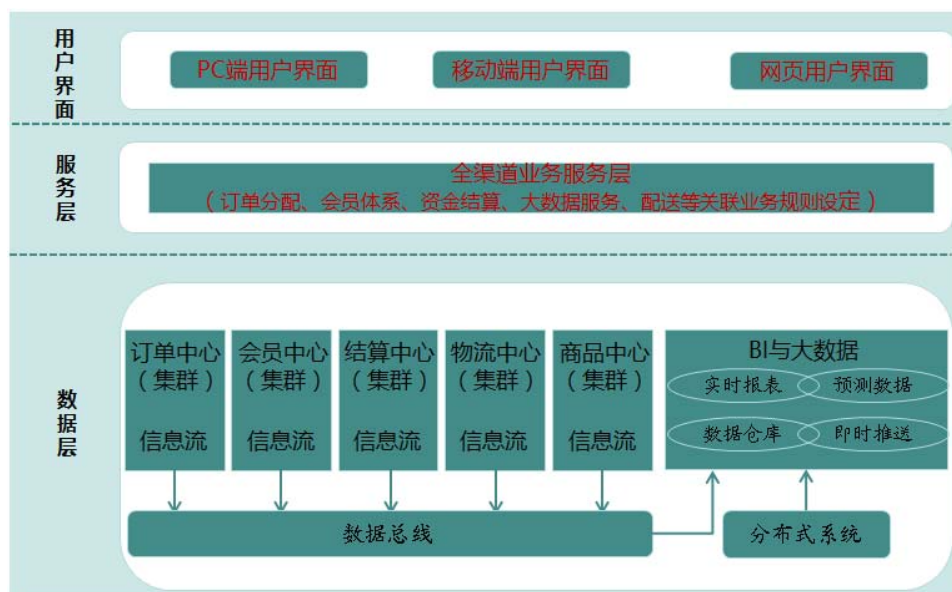 用户界面
PC端用户界面
移动端用户界面
网页用户界面
服务层
全渠道业务服务层
（订单分配、会员体系、资金结算、大数据服务、配送等关联业务规则设定）
数据层
订单中心
（集群）
信息流
会员中心
（集群）
信息流
结算中心
（集群）
信息流
物流中心
（集群）
信息流
商品中心
（集群）
信息流
BI与大数据
实时报表
预测数据
数据仓库
即时推送
数据总线
分布式系统